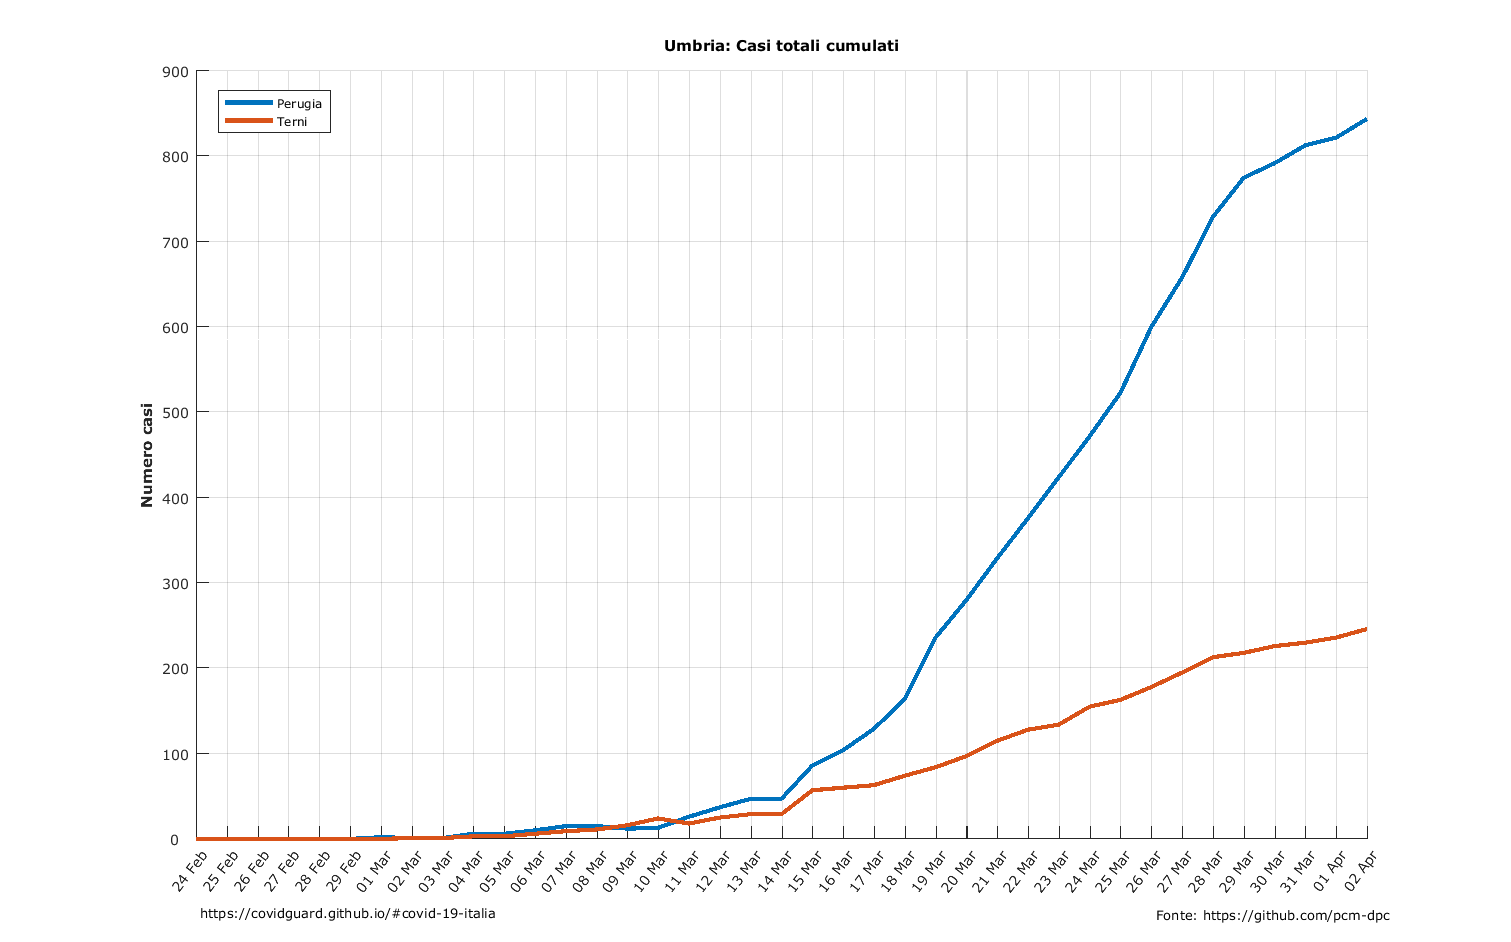 Umbria: Casi totali cumulati
Perugia
Terni
Numero casi
900
800
700
600
500
400
300
200
100
0
24 Feb
25 Feb
26 Feb
27 Feb
28 Feb
29 Feb
01 Mar
02 Mar
03 Mar
04 Mar
05 Mar
06 Mar
07 Mar
08 Mar
09 Mar
10 Mar
11 Mar
12 Mar
13 Mar
14 Mar
15 Mar
16 Mar
17 Mar
18 Mar
19 Mar
20 Mar
21 Mar
22 Mar
23 Mar
24 Mar
25 Mar
26 Mar
27 Mar
28 Mar
29 Mar
30 Mar
31 Mar
01 Apr
02 Apr
https://covidguard.github.io/#covid-19-italia
Fonte: https://github.com/pcm-dpc